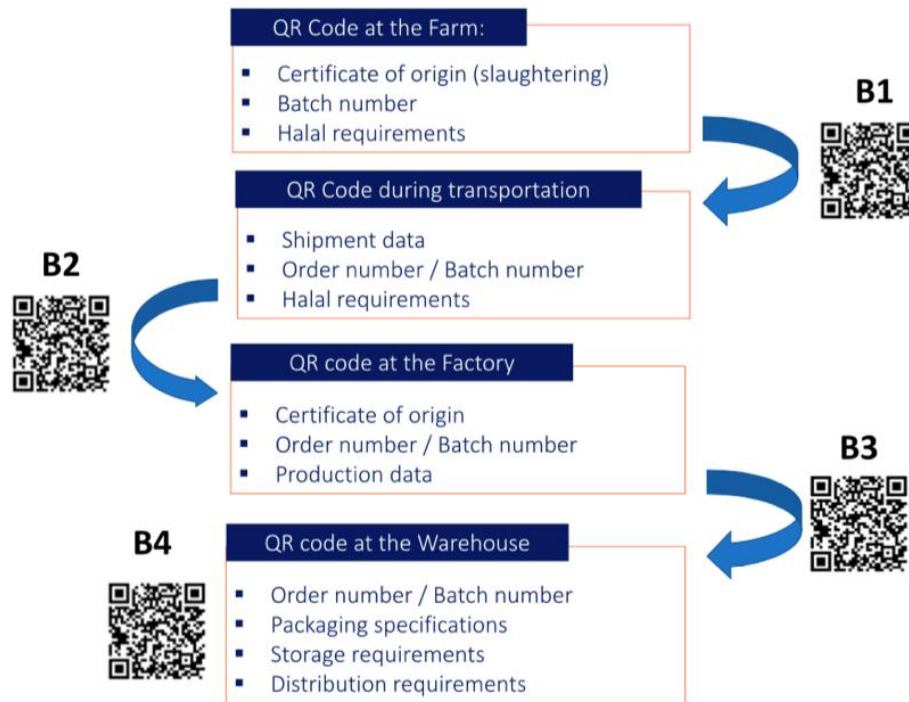 QR Code at the Farm:
Certificate of origin (slaughtering)
Batch number
Halal requirements
B1
QR Code during transportation
Shipment data
Order number / Batch number
Halal requirements
B2
QR code at the Factory
Certificate of origin
Order number / Batch number
Production data
B3
B4
QR code at the Warehouse
Order number / Batch number
Packaging specifications
Storage requirements
Distribution requirements